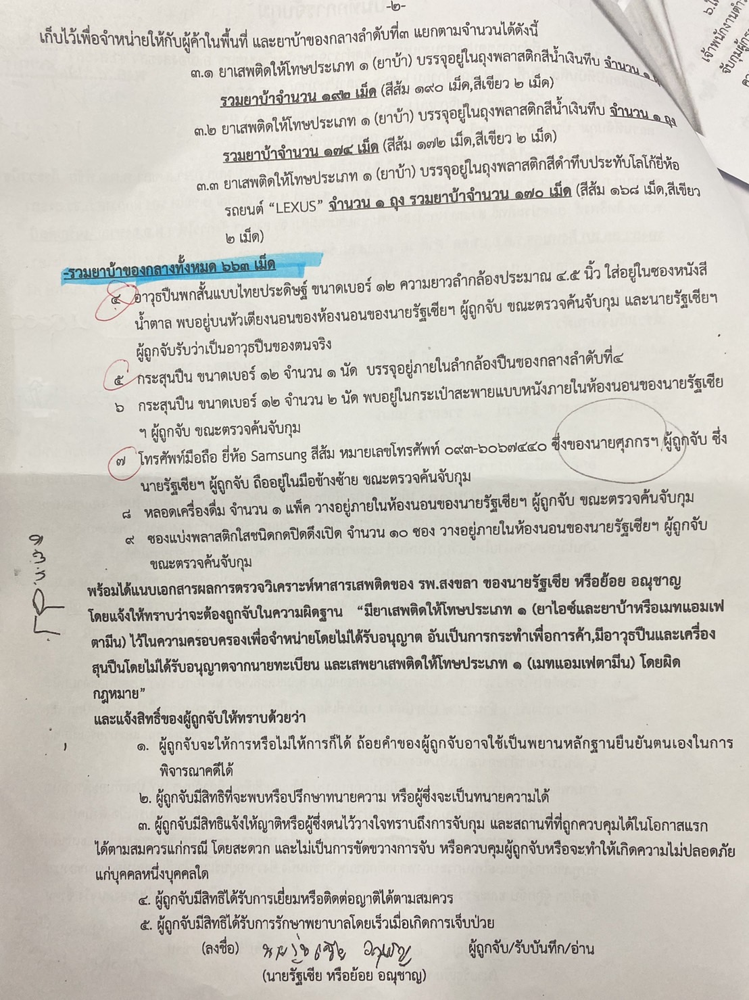 -๒-
เก็บไว้เพื่อจำหน่ายให้กับผู้ค้าในพื้นที่ และยาบ้าของกลางลำดับที่๓ แยกตามจำนวนได้ดังนี้
๓.๑ ยาเสพติดให้โทษประเภท ๑ (ยาบ้า) บรรจุอยู่ในถุงพลาสติกสีน้ำเงินทึบ จำนวน ๑
รวมยาบ้าจำนวน ๑๙๒ เม็ด (สีส้ม ๑๙๐ เม็ด,สีเขียว ๒ เม็ด)
๓.๒ ยาเสพติดให้โทษประเภท ๑ (ยาบ้า) บรรจุอยู่ในถุงพลาสติกสีน้ำเงินทึบ จำนวน ๑ ถุง
รวมยาบ้าจำนวน ๑๗๔ เม็ด (สีส้ม ๑๗๒ เม็ด,สีเขียว ๒ เม็ด)
๓.๓ ยาเสพติดให้โทษประเภท ๑ (ยาบ้า) บรรจุอยู่ในถุงพลาสติกสีดำทึบประทับโลโก้ยี่ห้อ
รถยนต์ “LEXUS” จำนวน ๑ ถุง รวมยาบ้าจำนวน ๑๗๐ เม็ด (สีส้ม ๑๖๘ เม็ด,สีเขียว
๒ เม็ด)
-รวมยาบ้าของกลางทั้งหมด ๖๖๓ เม็ด
๔ อาวุธปืนพกสั้นแบบไทยประดิษฐ์ ขนาดเบอร์ ๑๒ ความยาวลำกล้องประมาณ ๔.๕ นิ้ว ใส่อยู่ในซองหนังสี
น้ำตาล พบอยู่บนหัวเตียงนอนของห้องนอนของนายรัฐเซียฯ ผู้ถูกจับ ขณะตรวจค้นจับกุม และนายรัฐเซียฯ
ผู้ถูกจับรับว่าเป็นอาวุธปืนของตนจริง
๕ กระสุนปืน ขนาดเบอร์ ๑๒ จำนวน ๑ นัด บรรจุอยู่ภายในลำกล้องปืนของกลางลำดับที่๔
๖ กระสุนปืน ขนาดเบอร์ ๑๒ จำนวน ๒ นัด พบอยู่ในกระเป๋าสะพายแบบหนังภายในห้องนอนของนายรัฐเซีย
ฯ ผู้ถูกจับ ขณะตรวจค้นจับกุม
๗ โทรศัพท์มือถือ ยี่ห้อ Samsung สีส้ม หมายเลขโทรศัพท์ ๐๙๓-๖๐๖๗๔๔๐ ซึ่งของนายศุภกรฯ ผู้ถูกจับ ซึ่ง
นายรัฐเซียฯ ผู้ถูกจับ ถืออยู่ในมือข้างซ้าย ขณะตรวจค้นจับกุม
๘ หลอดเครื่องดื่ม จำนวน ๑ แพ็ค วางอยู่ภายในห้องนอนของนายรัฐเซียฯ ผู้ถูกจับ ขณะตรวจค้นจับกุม
๙ ซองแบ่งพลาสติกใสชนิดกดปิดดึงเปิด จำนวน ๑๐ ซอง วางอยู่ภายในห้องนอนของนายรัฐเซียฯ ผู้ถูกจับ
ขณะตรวจค้นจับกุม
พร้อมได้แนบเอกสารผลการตรวจวิเคราะห์หาสารเสพติดของ รพ.สงขลา ของนายรัฐเซีย หรือย้อย อณุชาญ
โดยแจ้งให้ทราบว่าจะต้องถูกจับในความผิดฐาน “มียาเสพติดให้โทษประเภท ๑ (ยาไอซ์และยาบ้าหรือเมทแอมเฟ
ตามีน) ไว้ในความครอบครองเพื่อจำหน่ายโดยไม่ได้รับอนุญาต อันเป็นการกระทำเพื่อการค้า,มีอาวุธปืนและเครื่อง
สุนปืนโดยไม่ได้รับอนุญาตจากนายทะเบียน และเสพยาเสพติดให้โทษประเภท ๑ (เมทแอมเฟตามีน) โดยผิด
กฎหมาย”
และแจ้งสิทธิ์ของผู้ถูกจับให้ทราบด้วยว่า
๑. ผู้ถูกจับจะให้การหรือไม่ให้การก็ได้ ถ้อยคำของผู้ถูกจับอาจใช้เป็นพยานหลักฐานยืนยันตนเองในการ
พิจารณาคดีได้
๒. ผู้ถูกจับมีสิทธิที่จะพบหรือปรึกษาทนายความ หรือผู้ซึ่งจะเป็นทนายความได้
๓. ผู้ถูกจับมีสิทธิแจ้งให้ญาติหรือผู้ซึ่งตนไว้วางใจทราบถึงการจับกุม และสถานที่ที่ถูกควบคุมได้ในโอกาสแรก
ได้ตามสมควรแก่กรณี โดยสะดวก และไม่เป็นการขัดขวางการจับ หรือควบคุมผู้ถูกจับหรือจะทำให้เกิดความไม่ปลอดภัย
แก่บุคคลหนึ่งบุคคลใด
๔. ผู้ถูกจับมีสิทธิได้รับการเยี่ยมหรือติดต่อญาติได้ตามสมควร
๕. ผู้ถูกจับมีสิทธิได้รับการรักษาพยาบาลโดยเร็วเมื่อเกิดการเจ็บป่วย
(ลงชื่อ) นายรัฐเซีย อณุชาญ ผู้ถูกจับ/รับบันทึก/อ่าน
(นายรัฐเซีย หรือย้อย อณุชาญ)
เจ้าพนักงานตำรว